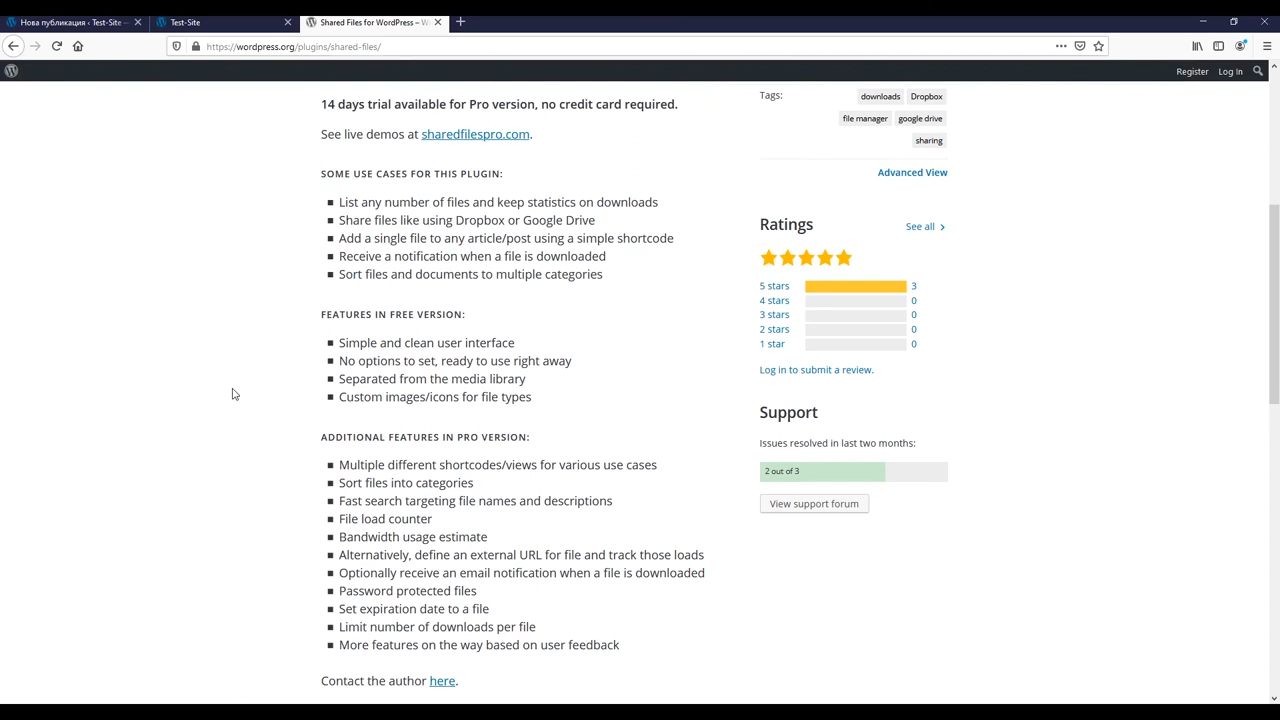 Нова публикация ‹ Test-Site —
Test-Site
Shared Files for WordPress – W
https://wordpress.org/plugins/shared-files/
Register
Log In
14 days trial available for Pro version, no credit card required.
See live demos at sharedfilespro.com.
SOME USE CASES FOR THIS PLUGIN:
List any number of files and keep statistics on downloads
Share files like using Dropbox or Google Drive
Add a single file to any article/post using a simple shortcode
Receive a notification when a file is downloaded
Sort files and documents to multiple categories
FEATURES IN FREE VERSION:
Simple and clean user interface
No options to set, ready to use right away
Separated from the media library
Custom images/icons for file types
ADDITIONAL FEATURES IN PRO VERSION:
Multiple different shortcodes/views for various use cases
Sort files into categories
Fast search targeting file names and descriptions
File load counter
Bandwidth usage estimate
Alternatively, define an external URL for file and track those loads
Optionally receive an email notification when a file is downloaded
Password protected files
Set expiration date to a file
Limit number of downloads per file
More features on the way based on user feedback
Contact the author here.
Tags:
downloads
Dropbox
file manager
google drive
sharing
Advanced View
Ratings
See all
5 stars 3
4 stars 0
3 stars 0
2 stars 0
1 star 0
Log in to submit a review.
Support
Issues resolved in last two months:
2 out of 3
View support forum